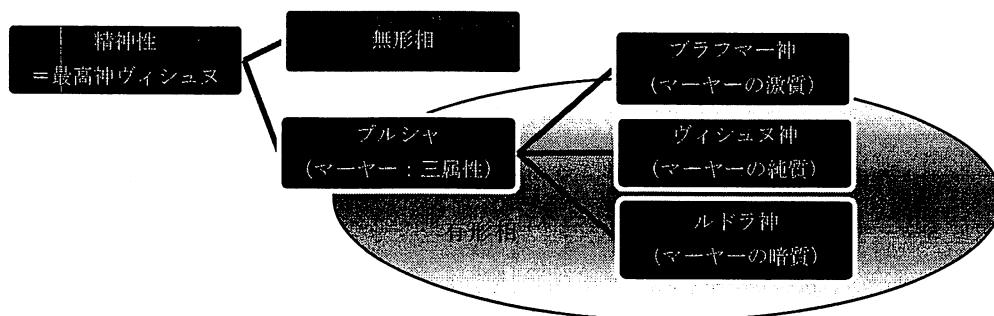 精神性
＝最高神ヴィシュヌ
無形相
プルシャ
(マーヤー：三属性)
ブラフマー神
(マーヤーの激質)
ヴィシュヌ神
(マーヤーの純質)
ルドラ神
(マーヤーの暗質)
有形相